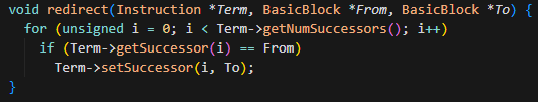 void redirect(Instruction *Term, BasicBlock *From, BasicBlock *To) {
  for (unsigned i = 0; i < Term->getNumSuccessors(); i++)
    if (Term->getSuccessor(i) == From)
      Term->setSuccessor(i, To);
}